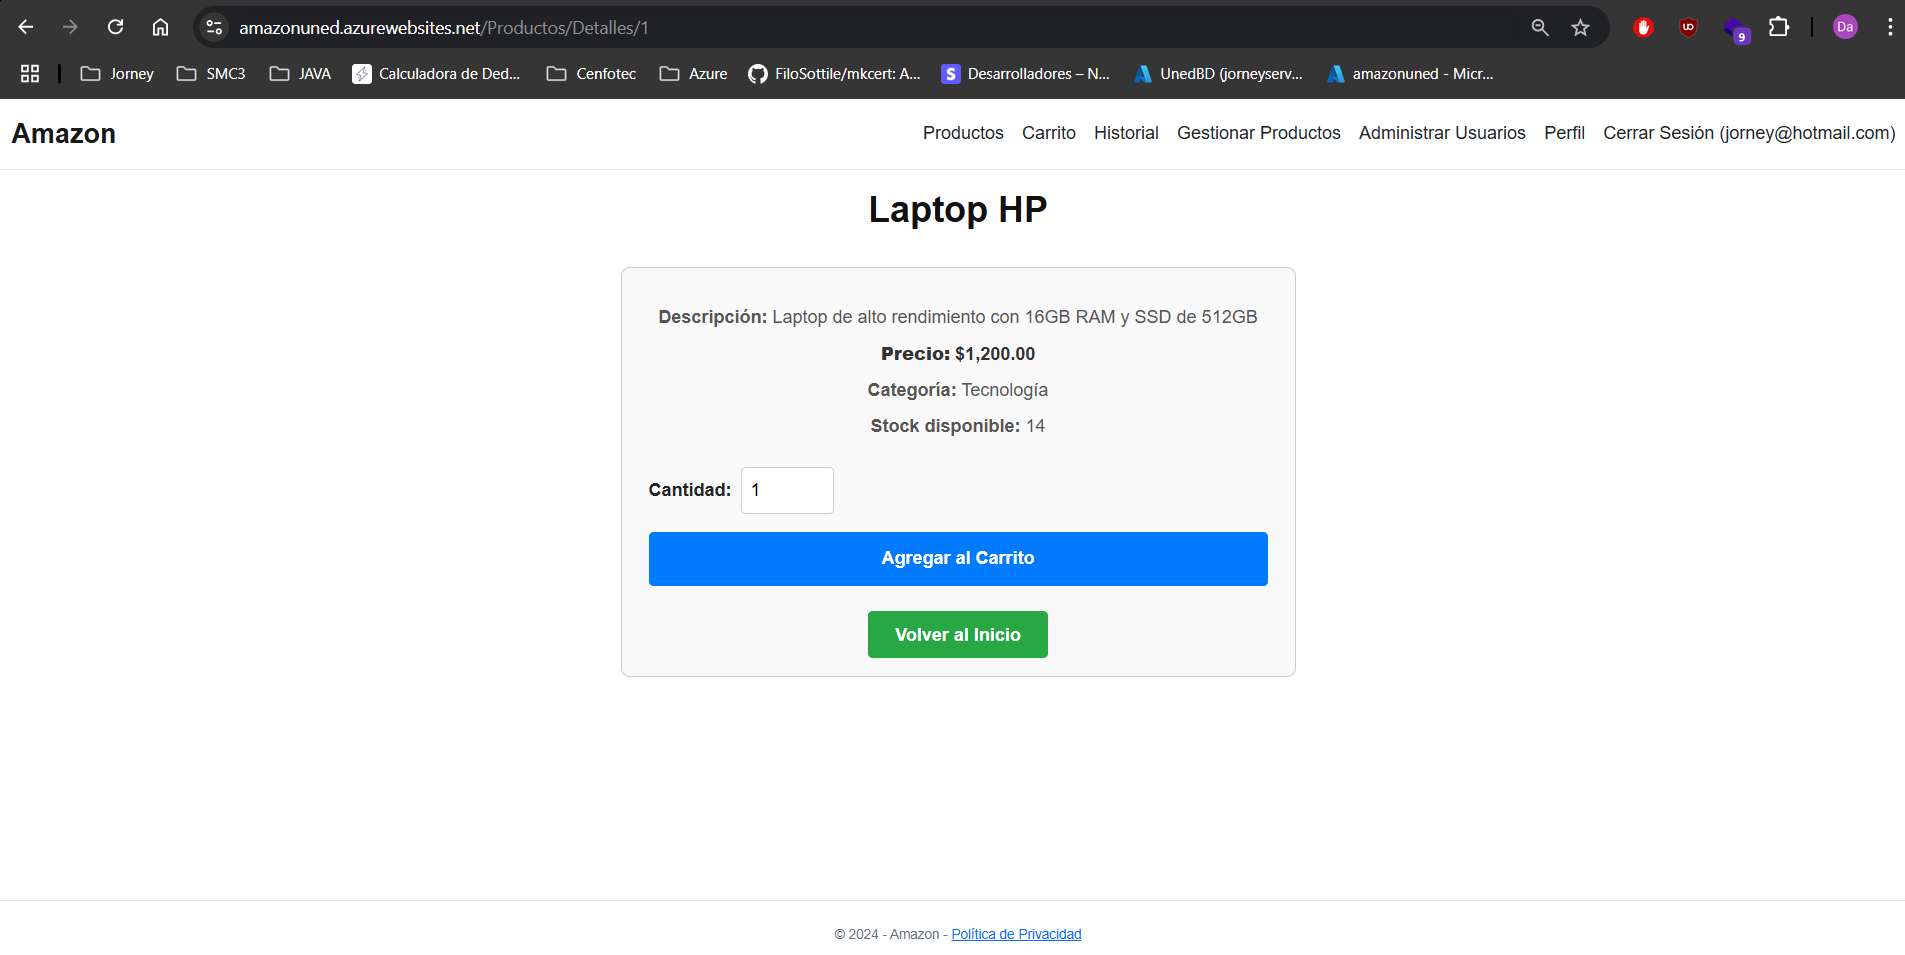 amazonuned.azurewebsites.net/Productos/Detalles/1
9
Da
Jorney SMC3 JAVA Calculadora de Ded... Cenfotec Azure FiloSottile/mkcert: A... S Desarrolladores – N... UnedBD (jorneyserv... amazonuned - Micr...
Amazon
Productos Carrito Historial Gestionar Productos Administrar Usuarios Perfil Cerrar Sesión (jorney@hotmail.com)
Laptop HP
Descripción: Laptop de alto rendimiento con 16GB RAM y SSD de 512GB
Precio: $1,200.00
Categoría: Tecnología
Stock disponible: 14
Cantidad: 1
Agregar al Carrito
Volver al Inicio
© 2024 - Amazon - Política de Privacidad